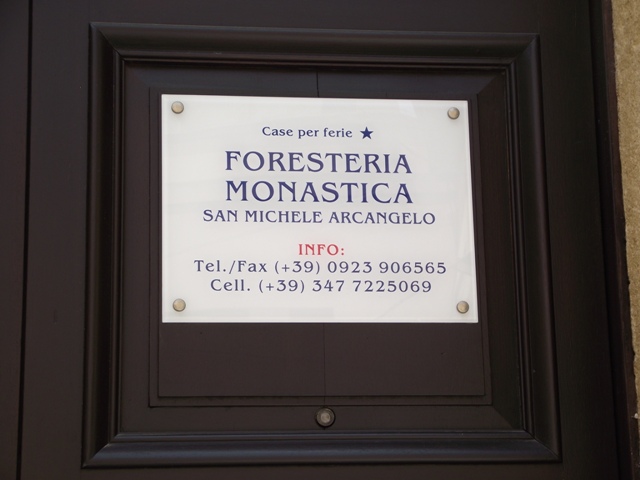 Case per ferie ★
FORESTERIA
MONASTICA
SAN MICHELE ARCANGELO
INFO:
Tel./Fax (+39) 0923 906565
Cell. (+39) 347 7225069